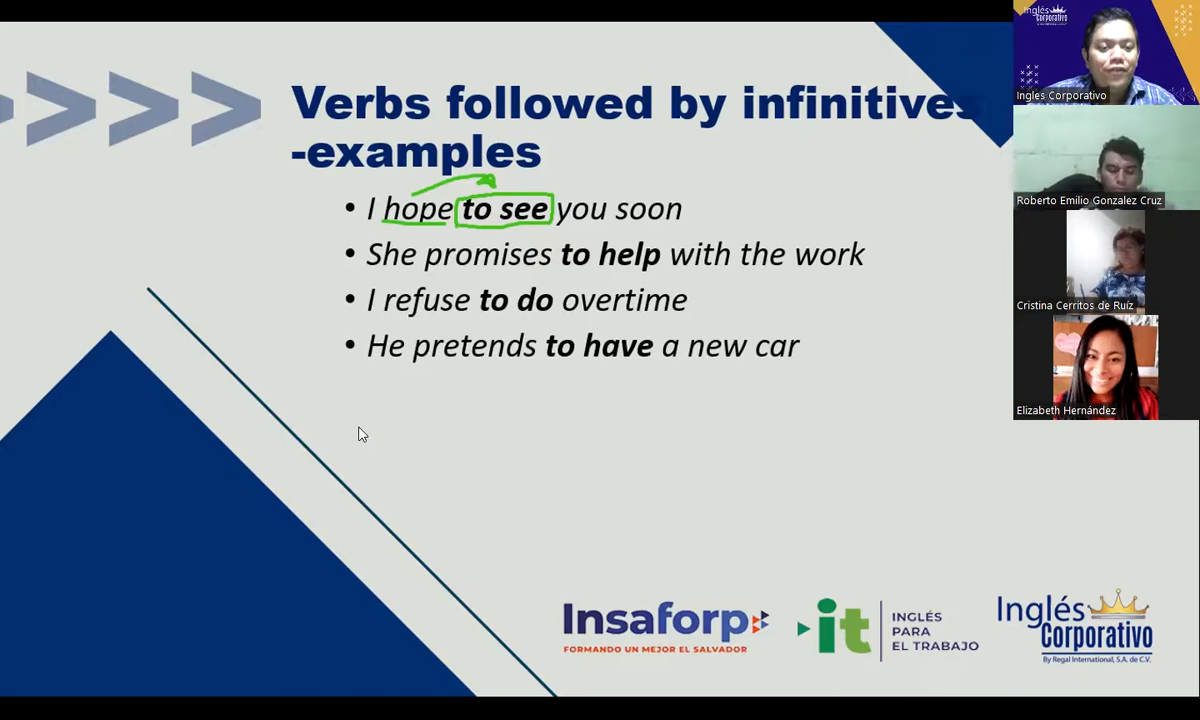 Verbs followed by infinitives
-examples
• I hope to see you soon
• She promises to help with the work
• I refuse to do overtime
• He pretends to have a new car
Insaforp
FORMANDO UN MEJOR EL SALVADOR
it
INGLÉS
PARA
EL TRABAJO
Inglés
Corporativo
By Regal International, S.A. de C.V.
Inglés
Corporativo
Ingles Corporativo
Roberto Emilio Gonzalez Cruz
Cristina Cerritos de Ruíz
Elizabeth Hernández